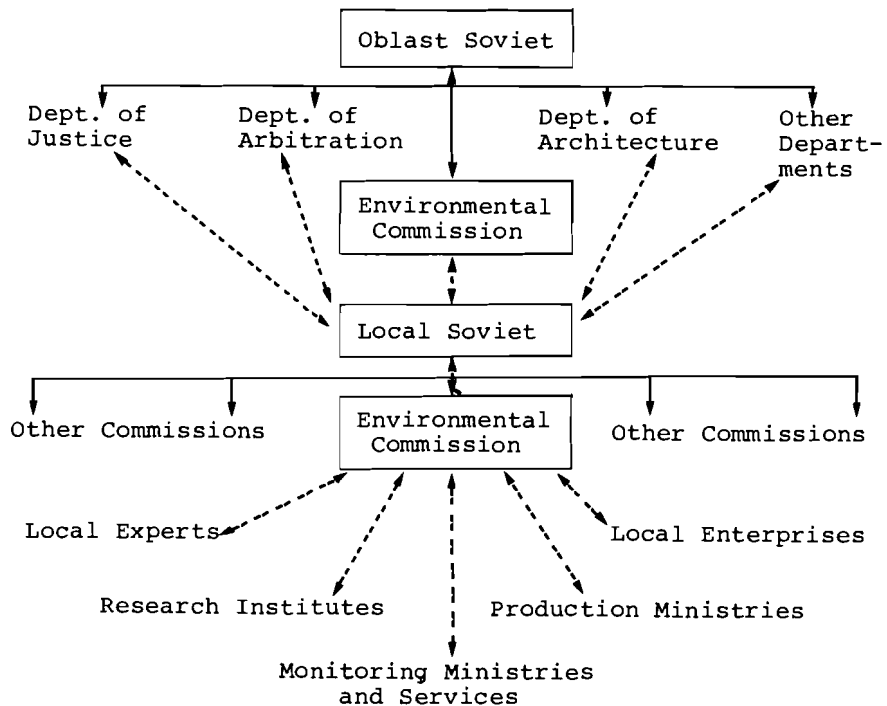 Oblast Soviet
Dept. of
Justice
Dept. of
Arbitration
Dept. of
Architecture
Other
Depart-
ments
Environmental
Commission
Local Soviet
Other Commissions
Environmental
Commission
Other Commissions
Local Experts
Local Enterprises
Research Institutes
Production Ministries
Monitoring Ministries
and Services